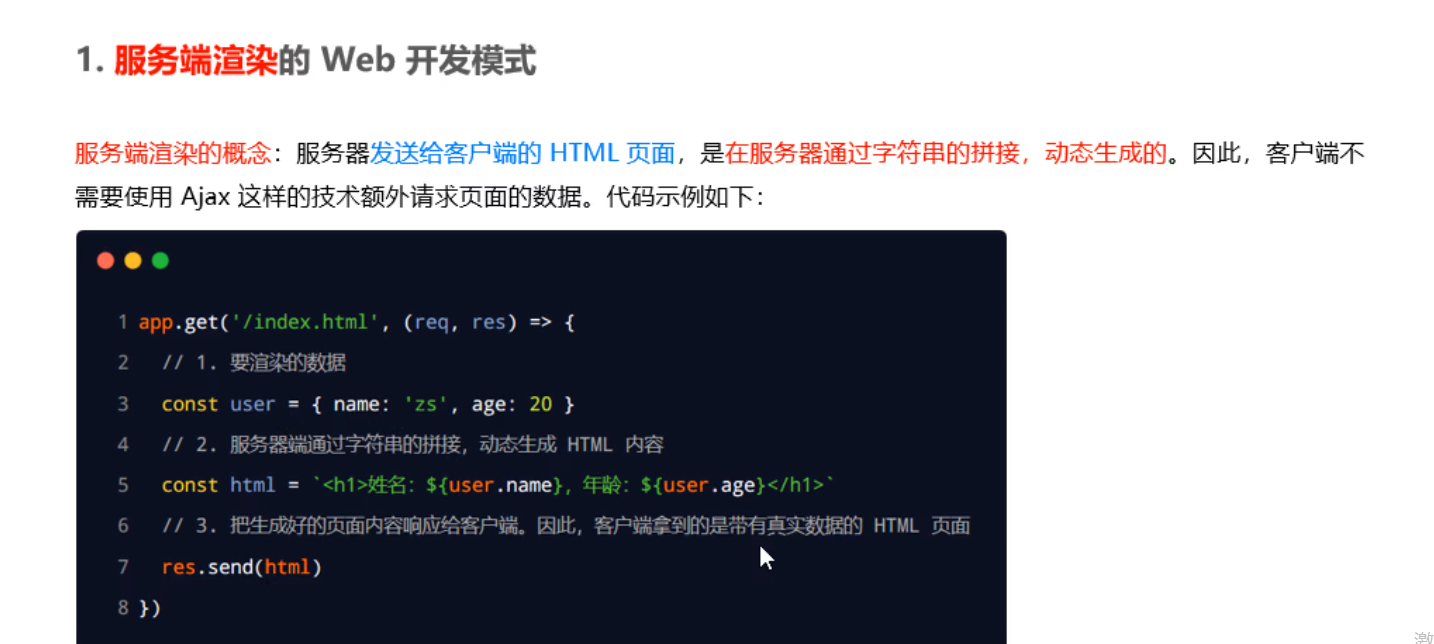 1. 服务端渲染的 Web 开发模式
服务端渲染的概念：服务器发送给客户端的 HTML 页面，是在服务器通过字符串的拼接，动态生成的。因此，客户端不
需要使用 Ajax 这样的技术额外请求页面的数据。代码示例如下：
1 app.get('/index.html', (req, res) => {
2   // 1. 要渲染的数据
3   const user = { name: 'zs', age: 20 }
4   // 2. 服务器端通过字符串的拼接，动态生成 HTML 内容
5   const html = `<h1>姓名：${user.name}，年龄：${user.age}</h1>`
6   // 3. 把生成好的页面内容响应给客户端。因此，客户端拿到的是带有真实数据的 HTML 页面
7   res.send(html)
8 })